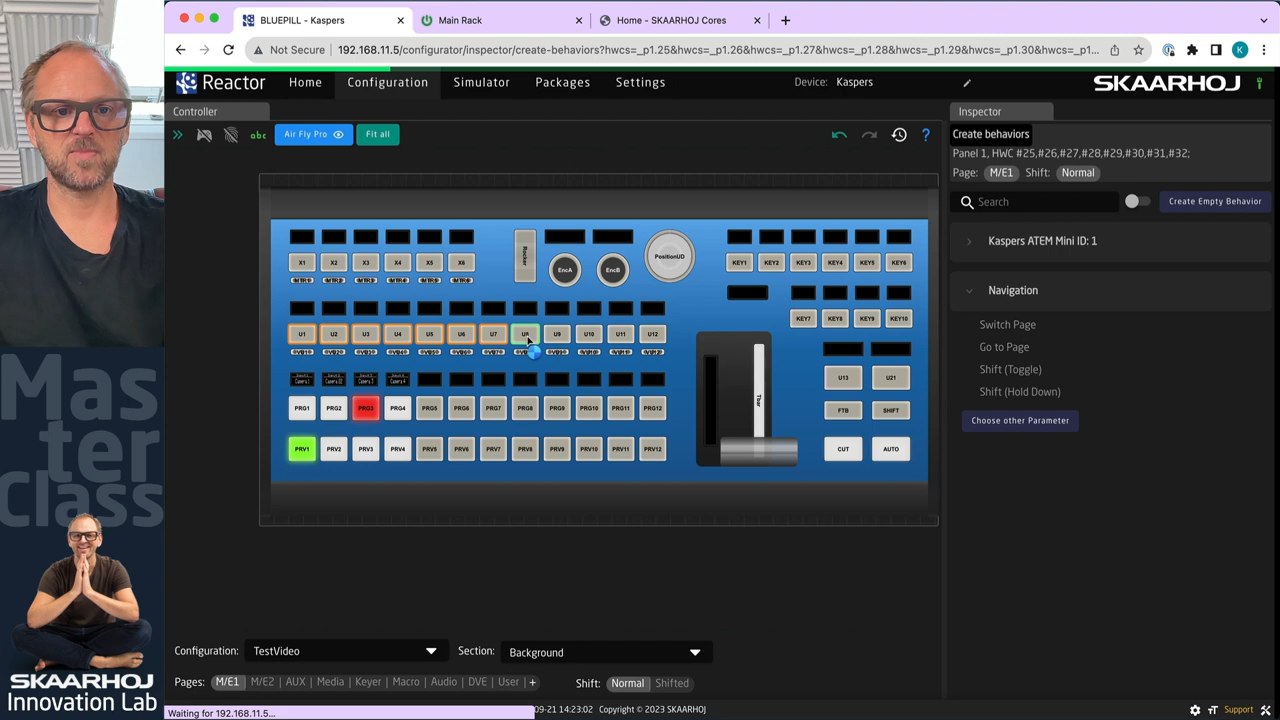 BLUEPILL - Kaspers
Main Rack
Home - SKAARHOJ Cores
Not Secure
192.168.11.5/configurator/inspector/create-behaviors?hwcs=_p1.25&hwcs=_p1.26&hwcs=_p1.27&hwcs=_p1.28&hwcs=_p1.29&hwcs=_p1.30&hwcs=_p1...
K
Reactor
Home
Configuration
Simulator
Packages
Settings
Device: Kaspers
SKAARHOJ
Controller
Inspector
abc
Air Fly Pro
Fit all
?
Create behaviors
Panel 1, HWC #25,#26,#27,#28,#29,#30,#31,#32;
Page: M/E1 Shift: Normal
Search
Create Empty Behavior
Kaspers ATEM Mini ID: 1
Navigation
Switch Page
Go to Page
Shift (Toggle)
Shift (Hold Down)
Choose other Parameter
X1 X2 X3 X4 X5 X6
Rocker
EncA EncB
PositionUD
KEY1 KEY2 KEY3 KEY4 KEY5 KEY6
KEY7 KEY8 KEY9 KEY10
U1 U2 U3 U4 U5 U6 U7 U8 U9 U10 U11 U12
Tbar
U13 U21
PRG1 PRG2 PRG3 PRG4 PRG5 PRG6 PRG7 PRG8 PRG9 PRG10 PRG11 PRG12
FTB SHIFT
PRV1 PRV2 PRV3 PRV4 PRV5 PRV6 PRV7 PRV8 PRV9 PRV10 PRV11 PRV12
CUT AUTO
Configuration: TestVideo
Section: Background
Pages: M/E1 M/E2 AUX Media Keyer Macro Audio DVE User +
Shift: Normal Shifted
Waiting for 192.168.11.5...
09-21 14:23:02 Copyright © 2023 SKAARHOJ
Support
Mas
ter
Class
SKAARHOJ
Innovation Lab